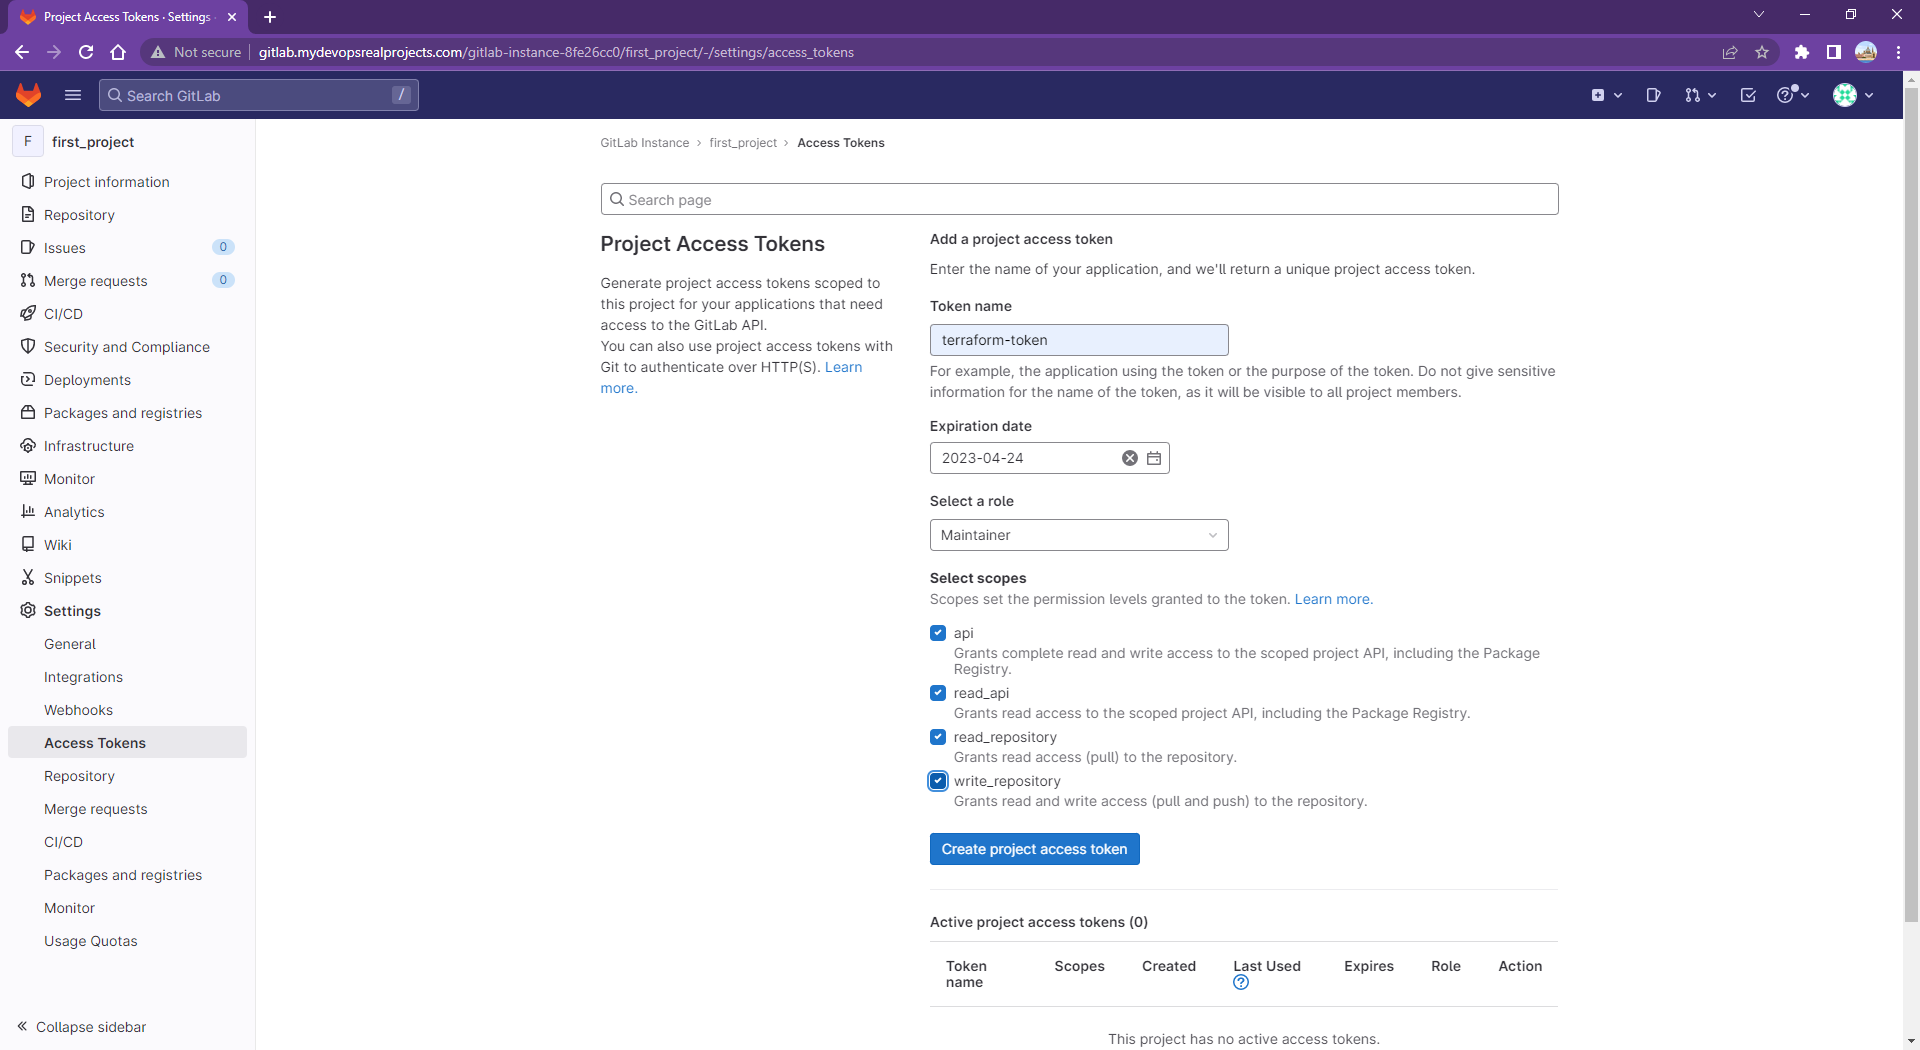 Project Access Tokens · Settings
Not secure
gitlab.mydevopsrealprojects.com/gitlab-instance-8fe26cc0/first_project/-/settings/access_tokens
Search GitLab
/
F
first_project
Project information
Repository
Issues
0
Merge requests
0
CI/CD
Security and Compliance
Deployments
Packages and registries
Infrastructure
Monitor
Analytics
Wiki
Snippets
Settings
General
Integrations
Webhooks
Access Tokens
Repository
Merge requests
CI/CD
Packages and registries
Monitor
Usage Quotas
Collapse sidebar
GitLab Instance › first_project › Access Tokens
Search page
Project Access Tokens
Generate project access tokens scoped to
this project for your applications that need
access to the GitLab API.
You can also use project access tokens with
Git to authenticate over HTTP(S). Learn
more.
Add a project access token
Enter the name of your application, and we'll return a unique project access token.
Token name
terraform-token
For example, the application using the token or the purpose of the token. Do not give sensitive
information for the name of the token, as it will be visible to all project members.
Expiration date
2023-04-24
Select a role
Maintainer
Select scopes
Scopes set the permission levels granted to the token. Learn more.
api
Grants complete read and write access to the scoped project API, including the Package
Registry.
read_api
Grants read access to the scoped project API, including the Package Registry.
read_repository
Grants read access (pull) to the repository.
write_repository
Grants read and write access (pull and push) to the repository.
Create project access token
Active project access tokens (0)
Token name
Scopes
Created
Last Used
Expires
Role
Action
This project has no active access tokens.